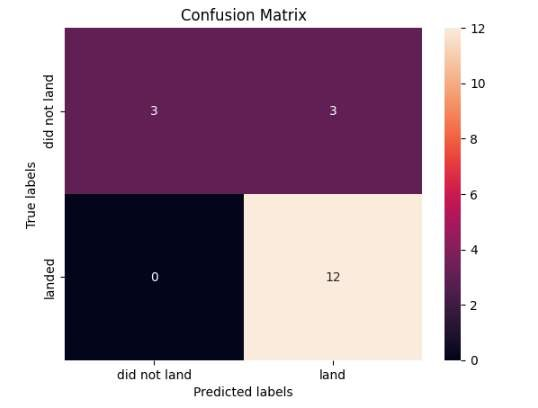 Confusion Matrix
did not land
landed
True labels
3
3
0
12
did not land
land
Predicted labels
12
10
8
6
4
2
0